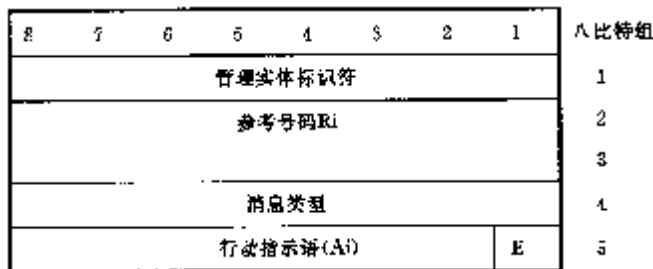 8 7 6 5 4 3 2 1 八比特组
管理实体标识符 1
参考号码Ri 2
3
消息类型 4
行动指示语(Ai) E 5